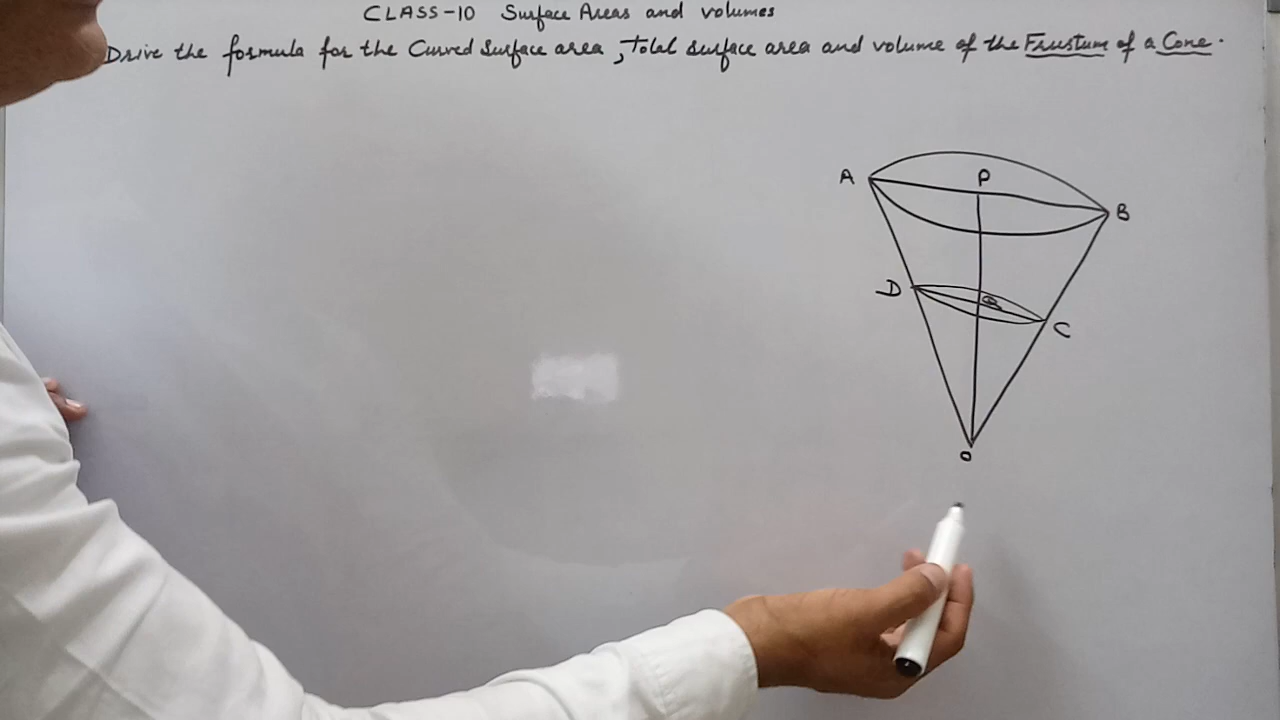 CLASS-10 Surface Areas and volumes
Drive the formula for the Curved Surface area, Total surface area and volume of the Frustum of a Cone.
A
P
B
D
Q
C
O